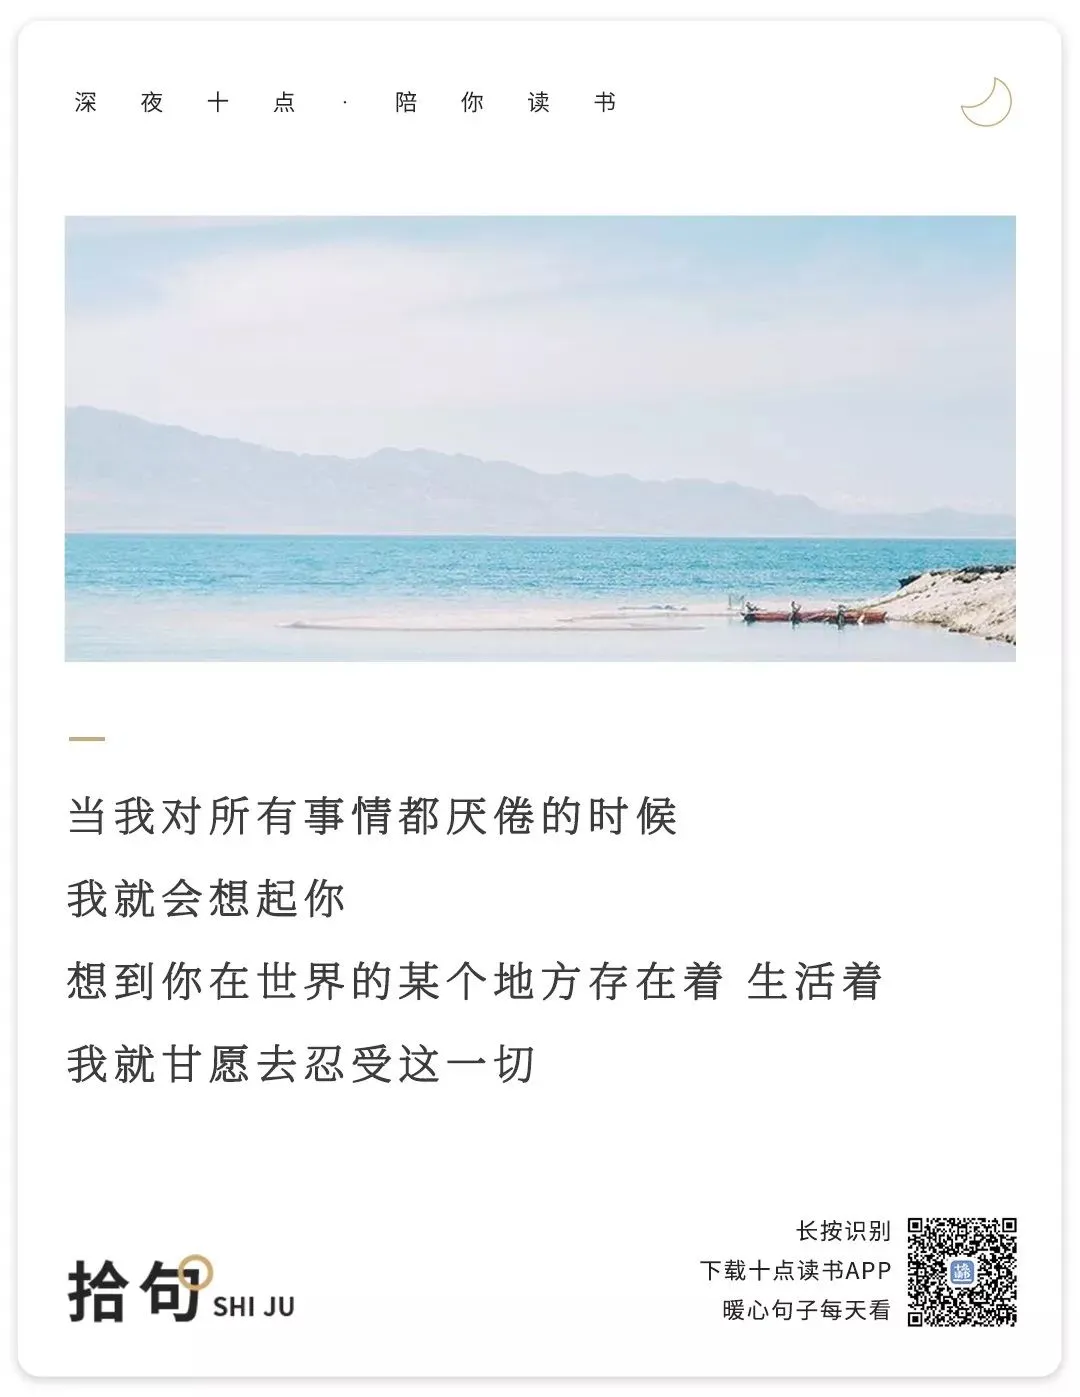 深夜十点·陪你读书
当我对所有事情都厌倦的时候
我就会想起你
想到你在世界的某个地方存在着 生活着
我就甘愿去忍受这一切
拾句 SHI JU
长按识别
下载十点读书APP
暖心句子每天看
十点
读书